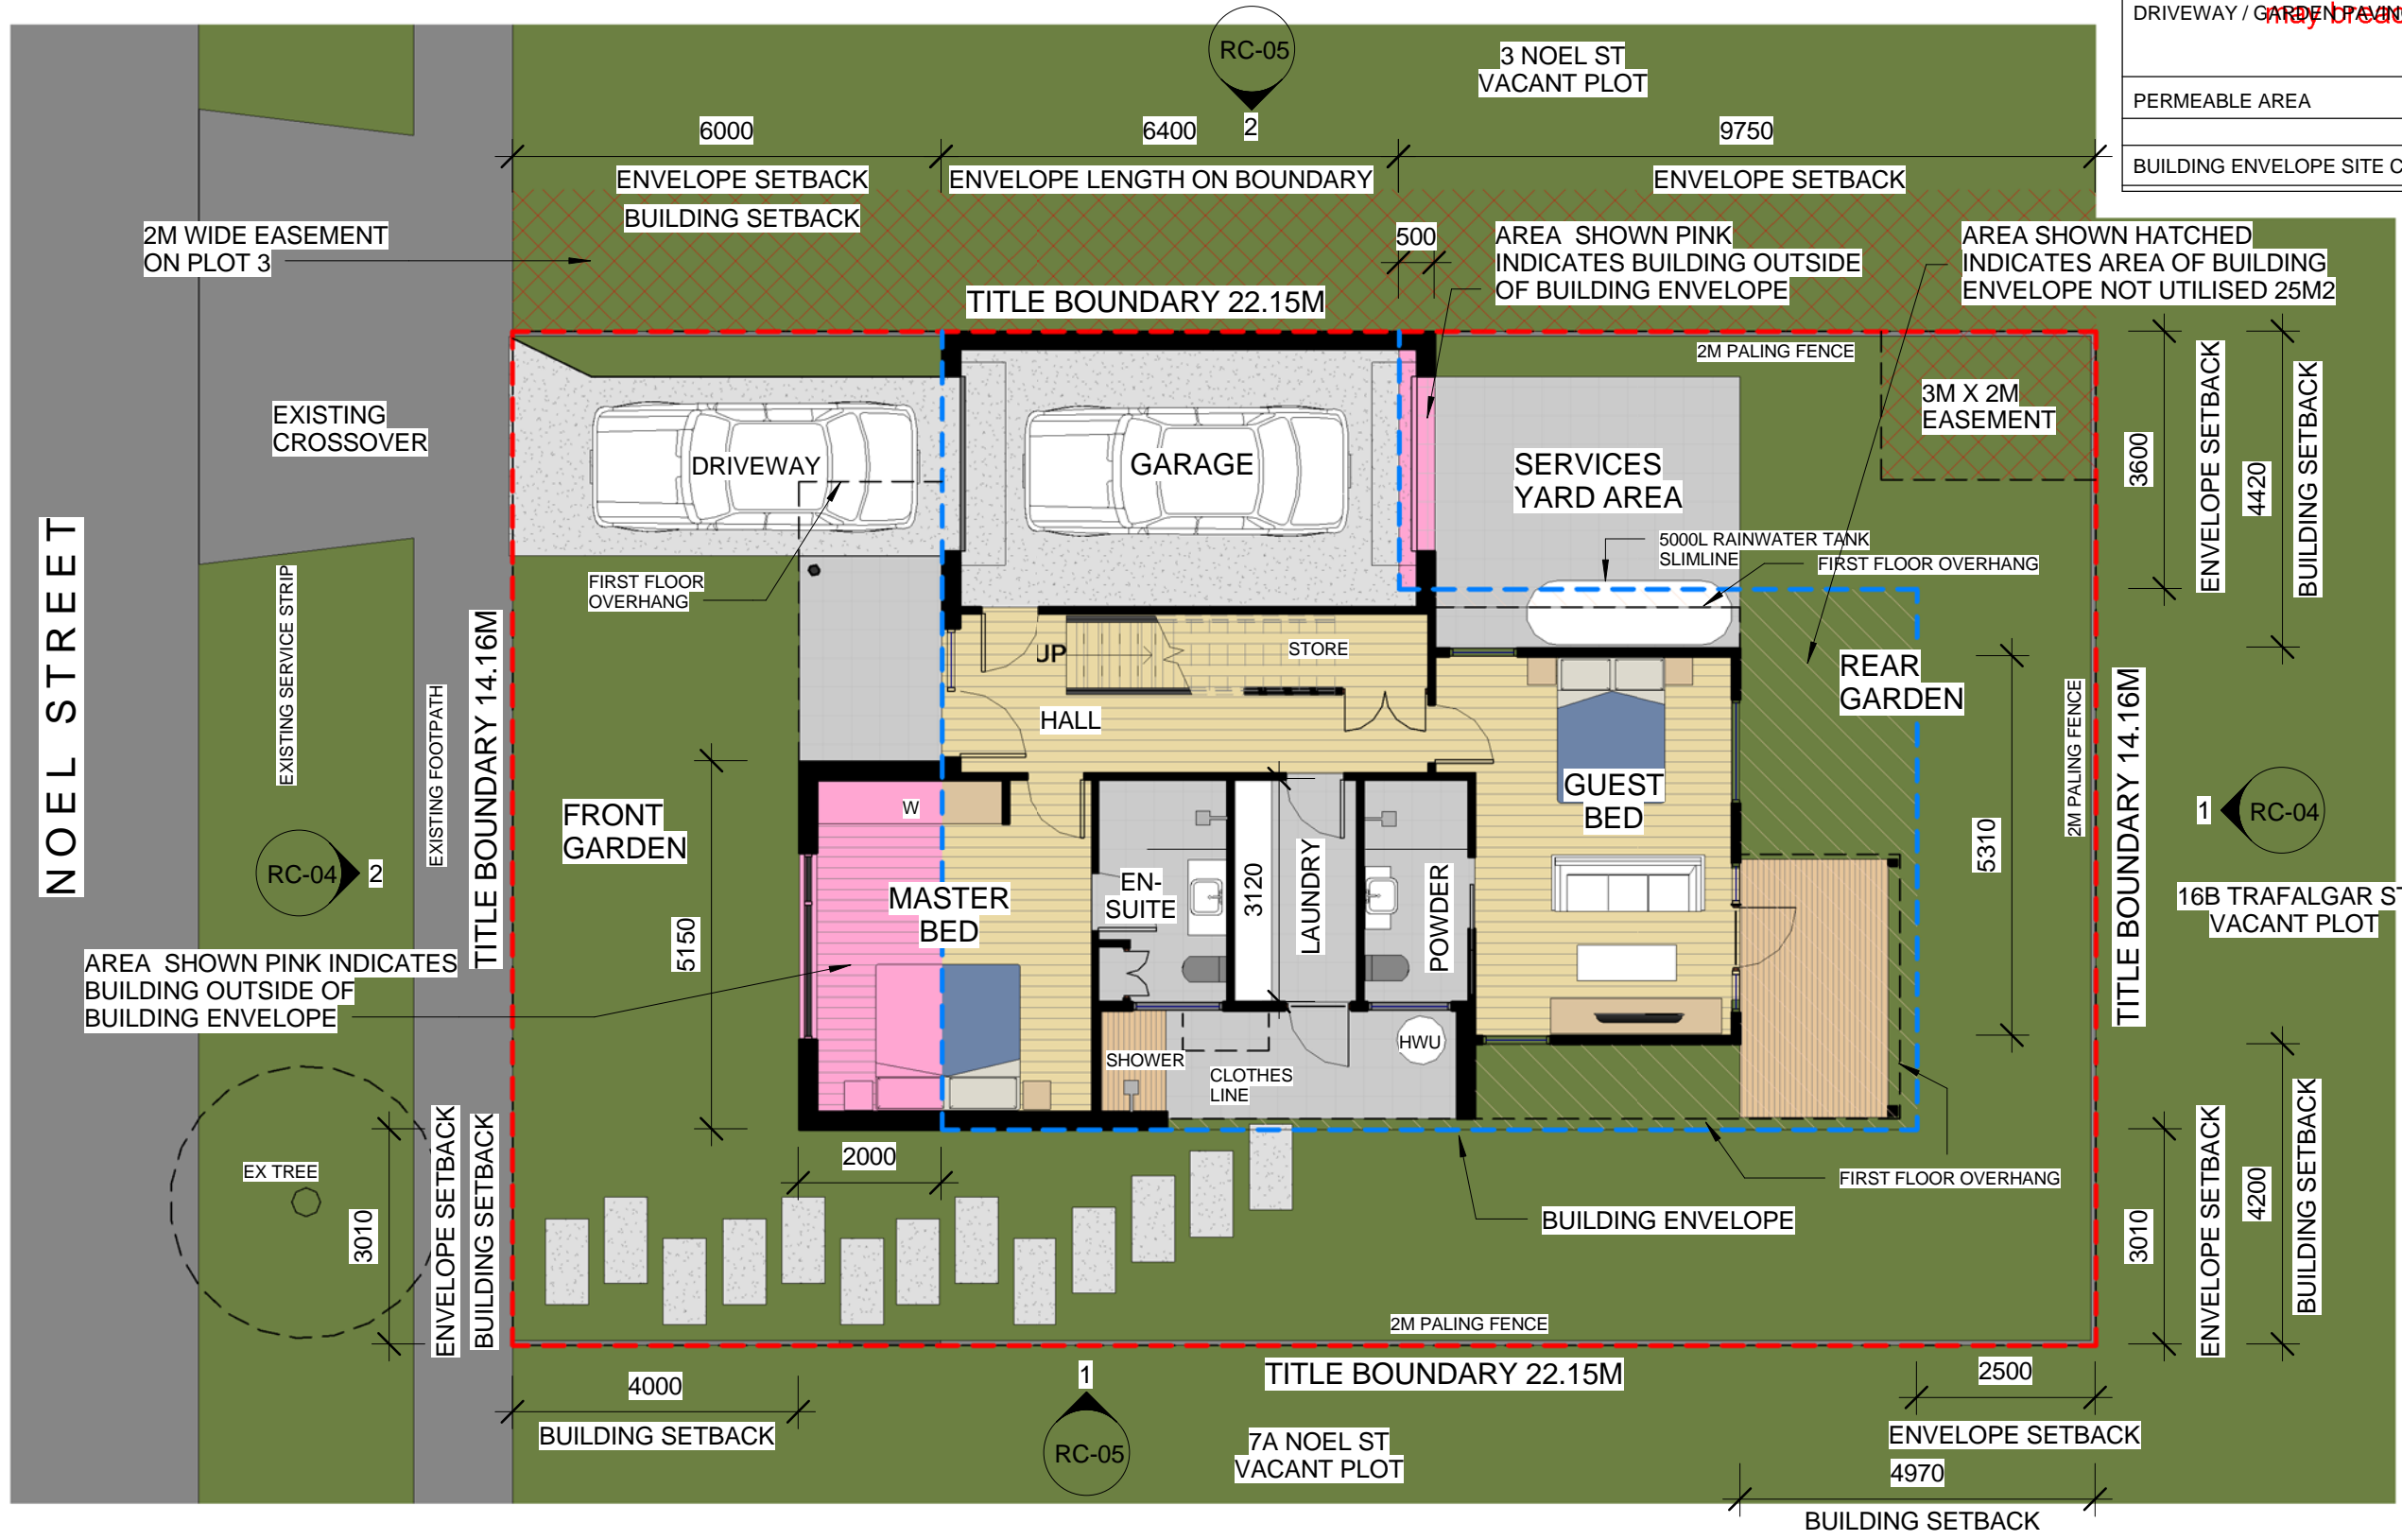 DRIVEWAY / GARDEN PAVING
may breac
PERMEABLE AREA
BUILDING ENVELOPE SITE C
RC-05
2
3 NOEL ST
VACANT PLOT
6000
6400
9750
ENVELOPE SETBACK
ENVELOPE LENGTH ON BOUNDARY
ENVELOPE SETBACK
BUILDING SETBACK
2M WIDE EASEMENT
ON PLOT 3
500
AREA SHOWN PINK
INDICATES BUILDING OUTSIDE
OF BUILDING ENVELOPE
AREA SHOWN HATCHED
INDICATES AREA OF BUILDING
ENVELOPE NOT UTILISED 25M2
TITLE BOUNDARY 22.15M
2M PALING FENCE
3M X 2M
EASEMENT
3600
ENVELOPE SETBACK
4420
BUILDING SETBACK
EXISTING
CROSSOVER
DRIVEWAY
GARAGE
SERVICES
YARD AREA
5000L RAINWATER TANK
SLIMLINE
FIRST FLOOR OVERHANG
FIRST FLOOR
OVERHANG
NOEL STREET
EXISTING SERVICE STRIP
EXISTING FOOTPATH
TITLE BOUNDARY 14.16M
UP
STORE
HALL
REAR
GARDEN
2M PALING FENCE
TITLE BOUNDARY 14.16M
FRONT
GARDEN
W
GUEST
BED
5310
1
RC-04
RC-04
2
MASTER
BED
EN-
SUITE
3120
LAUNDRY
POWDER
16B TRAFALGAR ST
VACANT PLOT
5150
AREA SHOWN PINK INDICATES
BUILDING OUTSIDE OF
BUILDING ENVELOPE
SHOWER
CLOTHES
LINE
HWU
2000
EX TREE
3010
ENVELOPE SETBACK
BUILDING SETBACK
FIRST FLOOR OVERHANG
BUILDING ENVELOPE
3010
ENVELOPE SETBACK
4200
BUILDING SETBACK
2M PALING FENCE
TITLE BOUNDARY 22.15M
4000
BUILDING SETBACK
1
RC-05
7A NOEL ST
VACANT PLOT
2500
ENVELOPE SETBACK
4970
BUILDING SETBACK